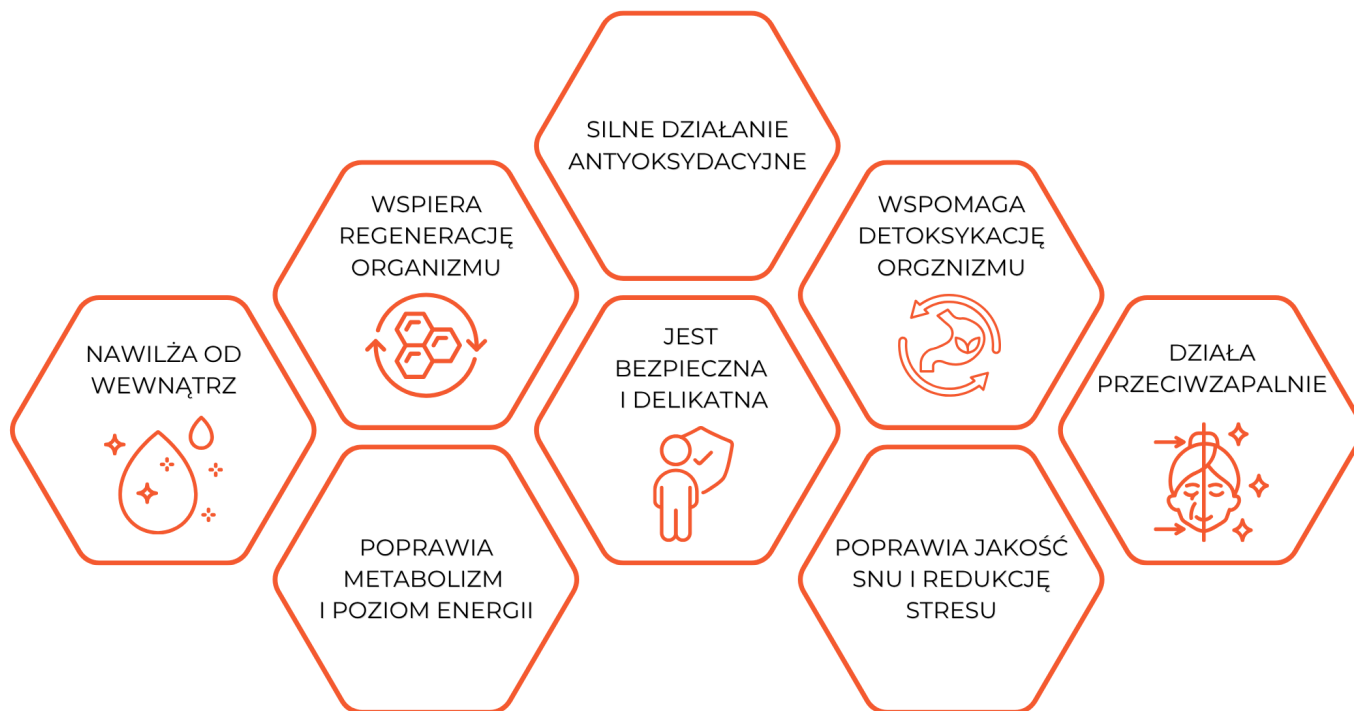 SILNE DZIAŁANIE
ANTYOKSYDACYJNE
WSPIERA
REGENERACJĘ
ORGANIZMU
WSPOMAGA
DETOKSYKACJĘ
ORGZNIZMU
NAWILŻA OD
WEWNĄTRZ
JEST
BEZPIECZNA
I DELIKATNA
DZIAŁA
PRZECIWZAPALNIE
POPRAWIA
METABOLIZM
I POZIOM ENERGII
POPRAWIA JAKOŚĆ
SNU I REDUKCJĘ
STRESU